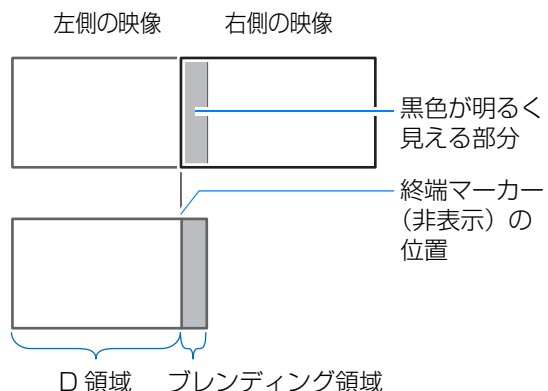 左側の映像
右側の映像
黒色が明るく
見える部分
終端マーカー
（非表示）の
位置
D 領域
ブレンディング領域